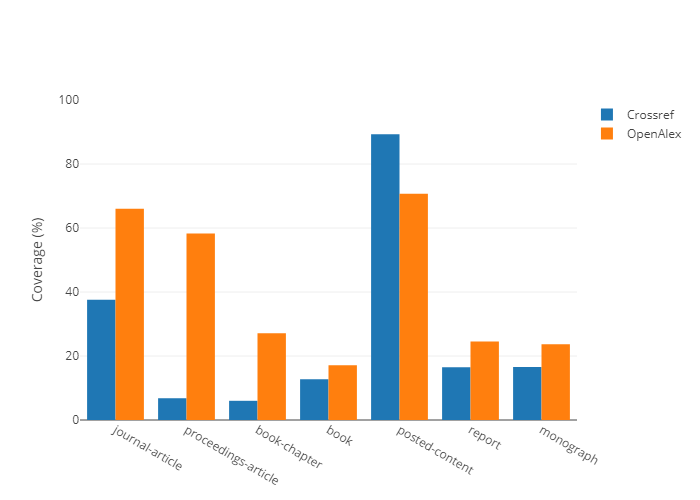 100
80
60
40
20
0
Coverage (%)
journal-article
proceedings-article
book-chapter
book
posted-content
report
monograph
Crossref
OpenAlex